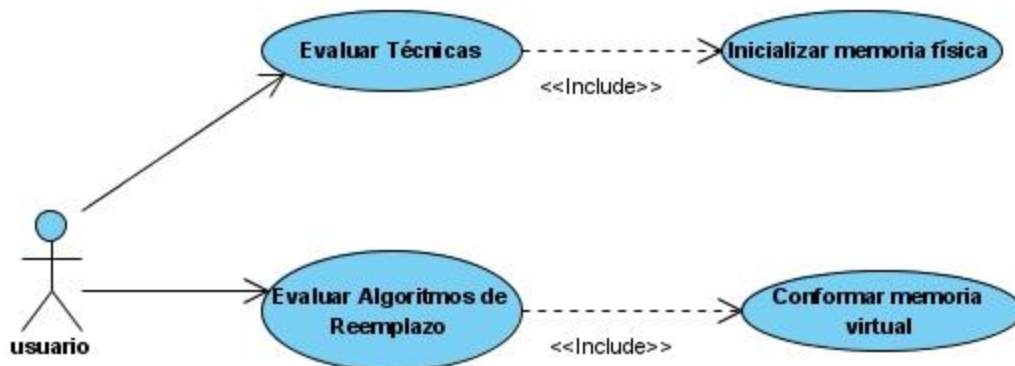 Evaluar Técnicas
Inicializar memoria física
<<Include>>
Evaluar Algoritmos de
Reemplazo
Conformar memoria
virtual
<<Include>>
usuario